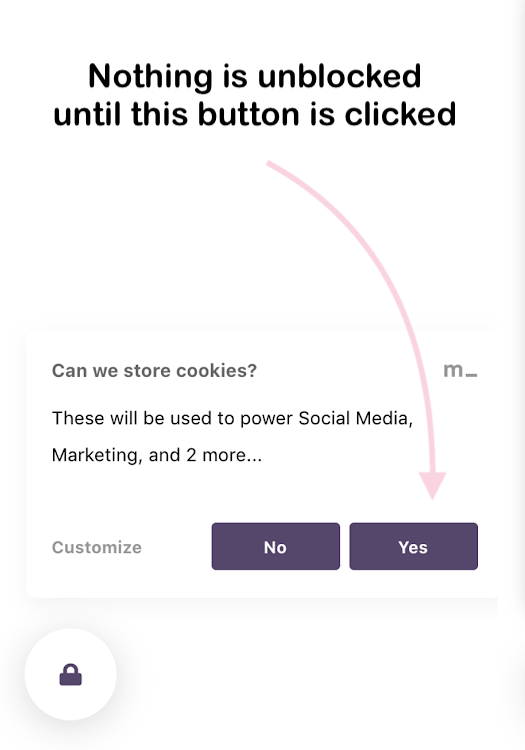 Nothing is unblocked
until this button is clicked
Can we store cookies?
m_
These will be used to power Social Media,
Marketing, and 2 more...
Customize
No
Yes